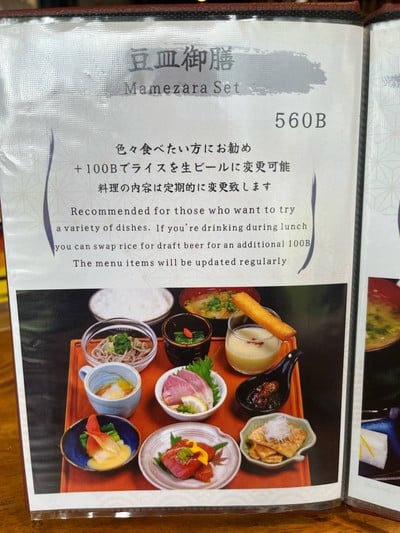 豆皿御膳
Mamezara Set
560B
色々食べたい方にお勧め
＋100Bでライスを生ビールに変更可能
料理の内容は定期的に変更致します
Recommended for those who want to try
a variety of dishes. If you're drinking during lunch
you can swap rice for draft beer for an additional 100B
The menu items will be updated regularly